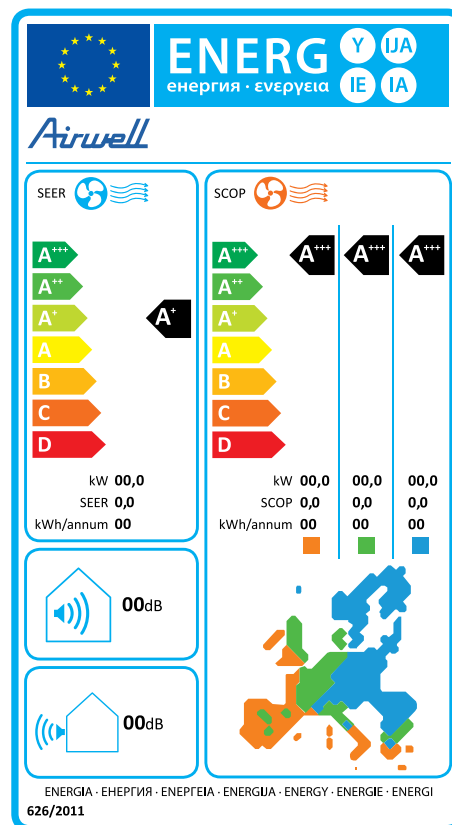 ENERG
енергия · ενεργεια
Y IJA
IE IA
Airwell
SEER
A+++
A++
A+
A
B
C
D
A+
kW 00,0
SEER 0,0
kWh/annum 00
SCOP
A+++
A++
A+
A
B
C
D
A+++ A+++ A+++
kW 00,0 00,0 00,0
SCOP 0,0 0,0 0,0
kWh/annum 00 00 00
00dB
00dB
ENERGIA · ЕНЕРГИЯ · ΕΝΕΡΓΕΙΑ · ENERGIJA · ENERGY · ENERGIE · ENERGI
626/2011